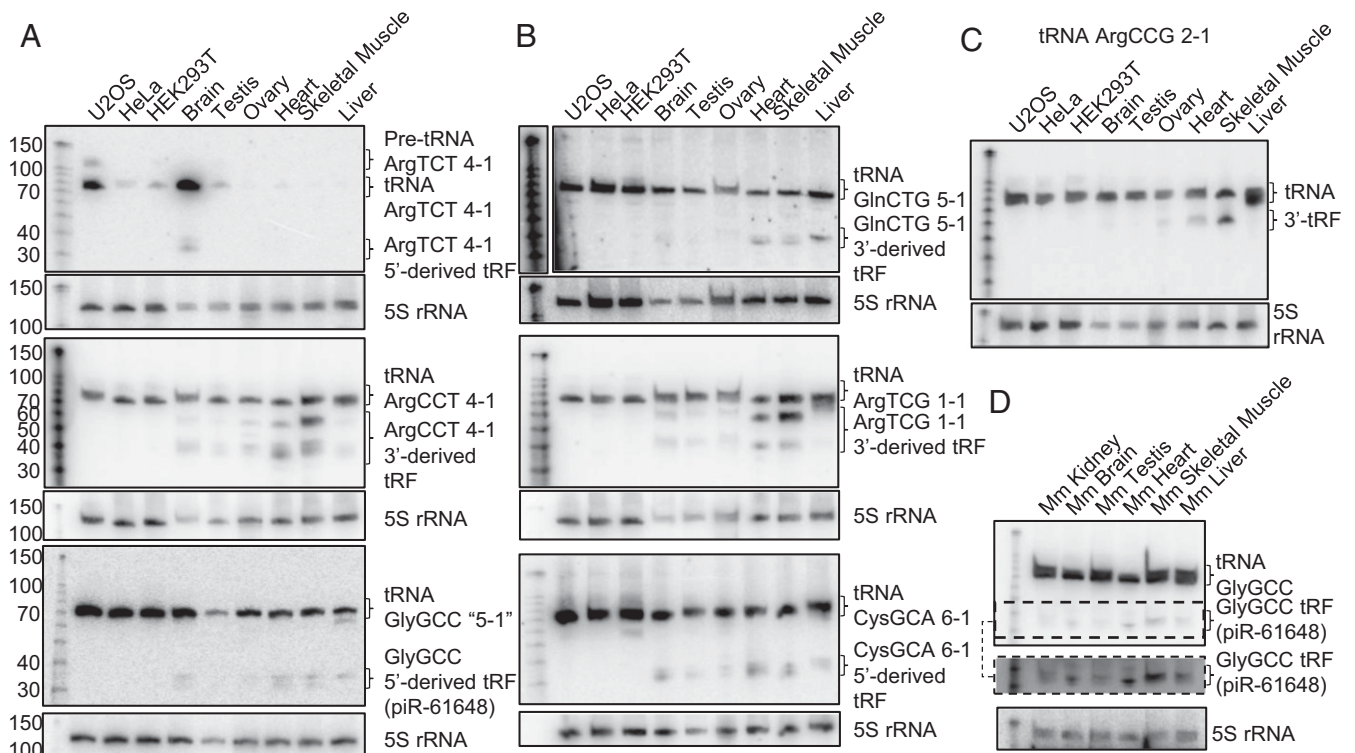 A
U2OS
HeLa
HEK293T
Brain
Testis
Ovary
Heart
Skeletal Muscle
Liver
150
100
70
40
30
Pre-tRNA
ArgTCT 4-1
tRNA
ArgTCT 4-1
ArgTCT 4-1
5'-derived tRF
150
100
5S rRNA
150
100
70
60
50
40
30
tRNA
ArgCCT 4-1
ArgCCT 4-1
3'-derived
tRF
150
100
5S rRNA
150
100
70
40
30
tRNA
GlyGCC “5-1”
GlyGCC
5'-derived tRF
(piR-61648)
150
100
5S rRNA
B
U2OS
HeLa
HEK293T
Brain
Testis
Ovary
Heart
Skeletal Muscle
Liver
tRNA
GlnCTG 5-1
GlnCTG 5-1
3'-derived
tRF
5S rRNA
tRNA
ArgTCG 1-1
ArgTCG 1-1
3'-derived tRF
5S rRNA
tRNA
CysGCA 6-1
CysGCA 6-1
5'-derived
tRF
5S rRNA
C
tRNA ArgCCG 2-1
U2OS
HeLa
HEK293T
Brain
Testis
Ovary
Heart
Skeletal Muscle
Liver
tRNA
3'-tRF
5S
rRNA
D
Mm Kidney
Mm Brain
Mm Testis
Mm Heart
Mm Skeletal Muscle
Mm Liver
tRNA
GlyGCC
GlyGCC tRF
(piR-61648)
GlyGCC tRF
(piR-61648)
5S rRNA